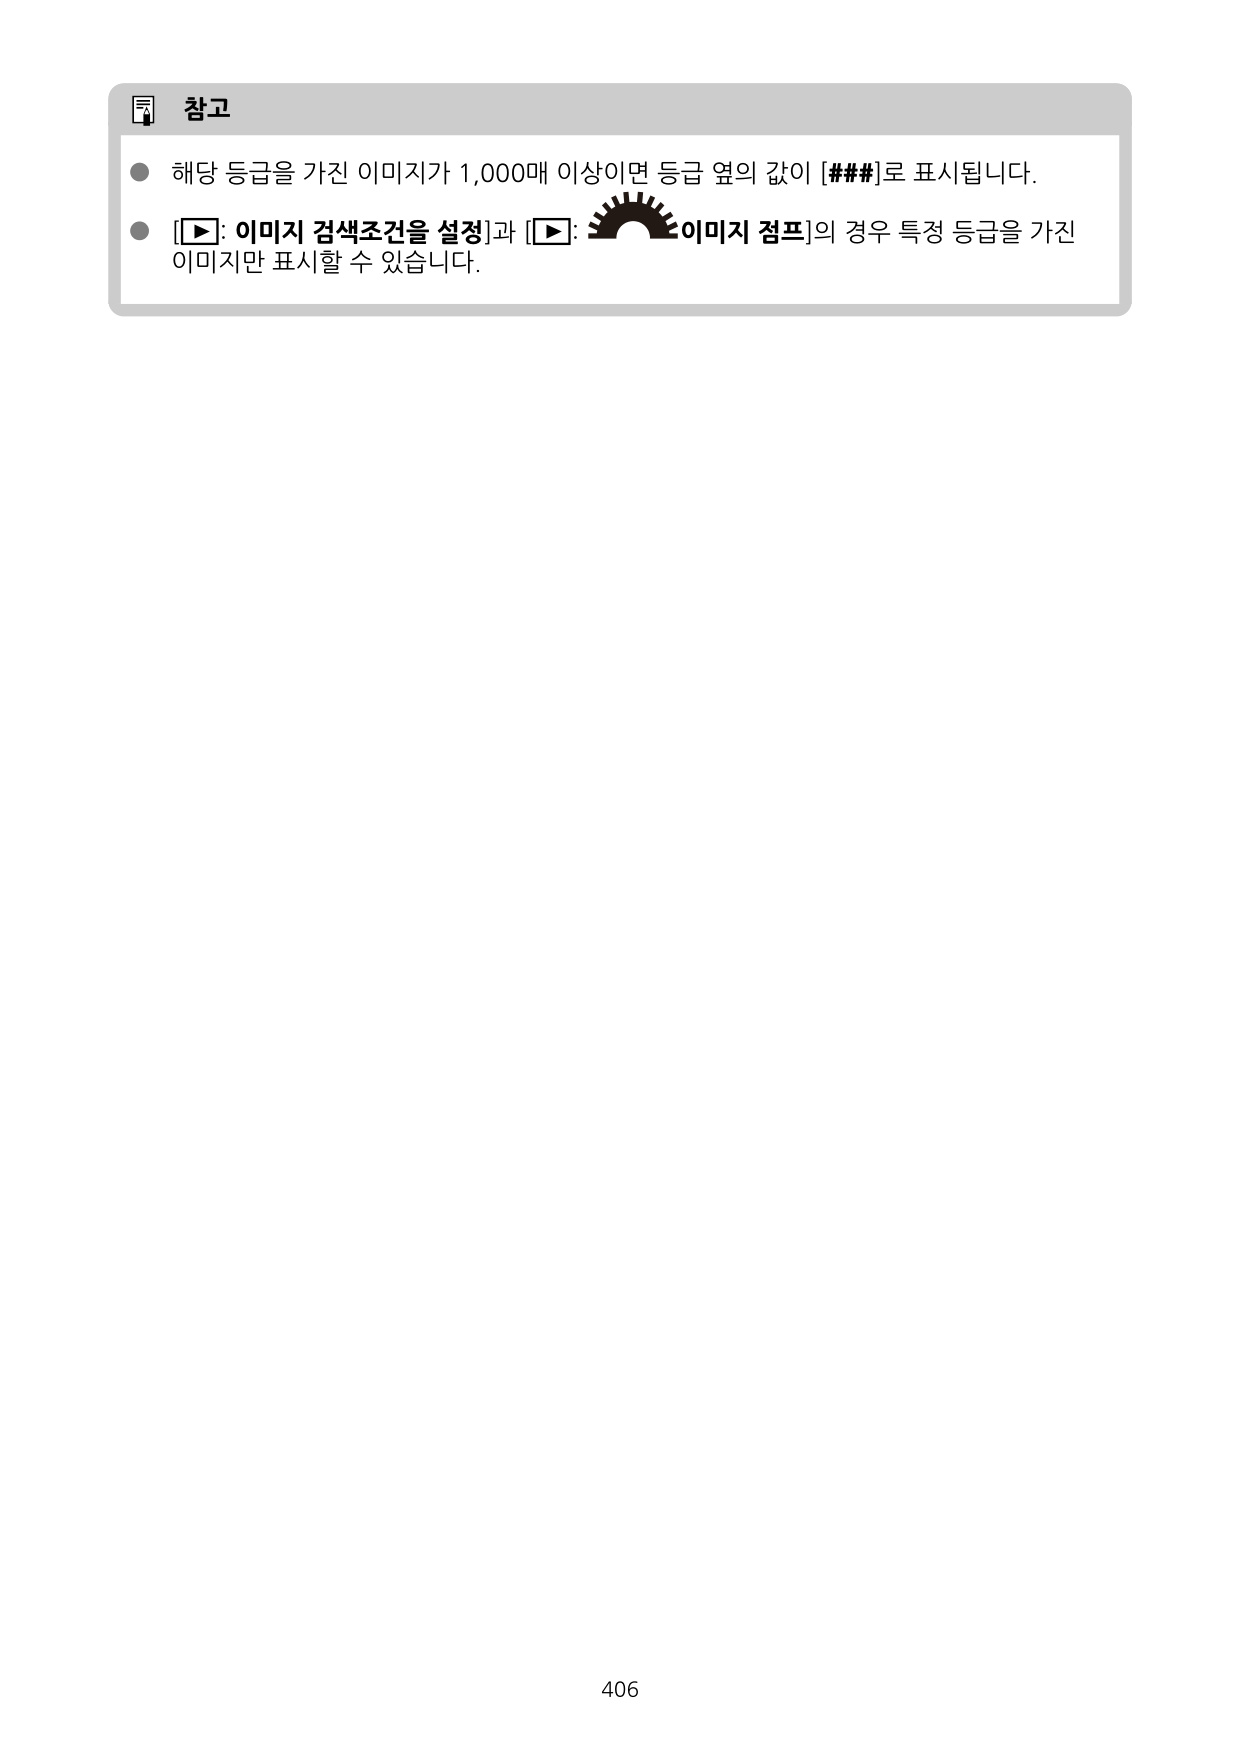 참고
해당 등급을 가진 이미지가 1,000매 이상이면 등급 옆의 값이 [###]로 표시됩니다.
[▶: 이미지 검색조건을 설정]과 [▶: 이미지 점프]의 경우 특정 등급을 가진
이미지만 표시할 수 있습니다.
406